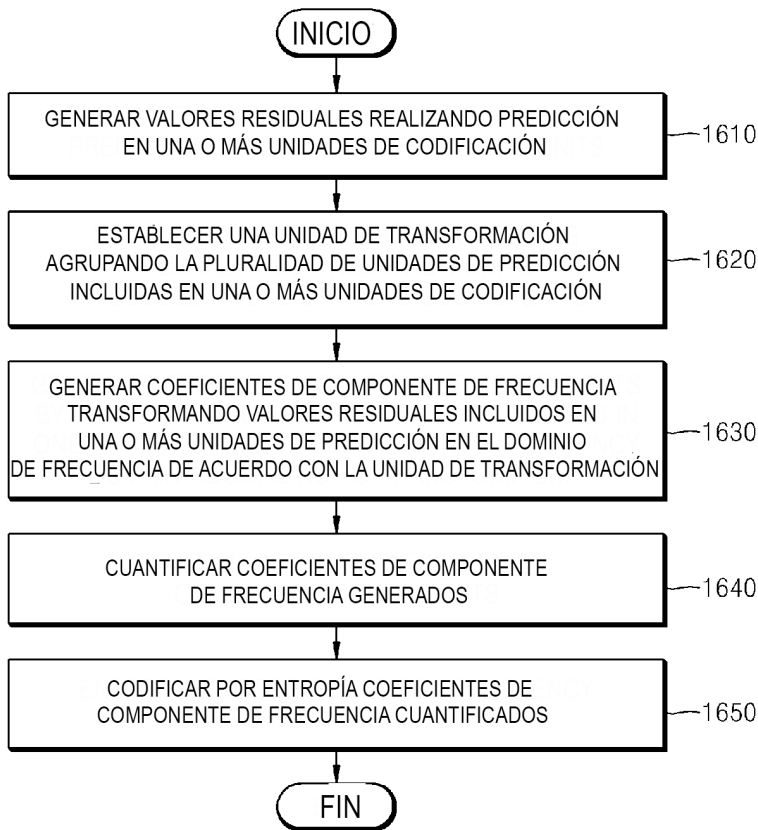 INICIO
GENERAR VALORES RESIDUALES REALIZANDO PREDICCIÓN
EN UNA O MÁS UNIDADES DE CODIFICACIÓN
1610
ESTABLECER UNA UNIDAD DE TRANSFORMACIÓN
AGRUPANDO LA PLURALIDAD DE UNIDADES DE PREDICCIÓN
INCLUIDAS EN UNA O MÁS UNIDADES DE CODIFICACIÓN
1620
GENERAR COEFICIENTES DE COMPONENTE DE FRECUENCIA
TRANSFORMANDO VALORES RESIDUALES INCLUIDOS EN
UNA O MÁS UNIDADES DE PREDICCIÓN EN EL DOMINIO
DE FRECUENCIA DE ACUERDO CON LA UNIDAD DE TRANSFORMACIÓN
1630
CUANTIFICAR COEFICIENTES DE COMPONENTE
DE FRECUENCIA GENERADOS
1640
CODIFICAR POR ENTROPÍA COEFICIENTES DE
COMPONENTE DE FRECUENCIA CUANTIFICADOS
1650
FIN